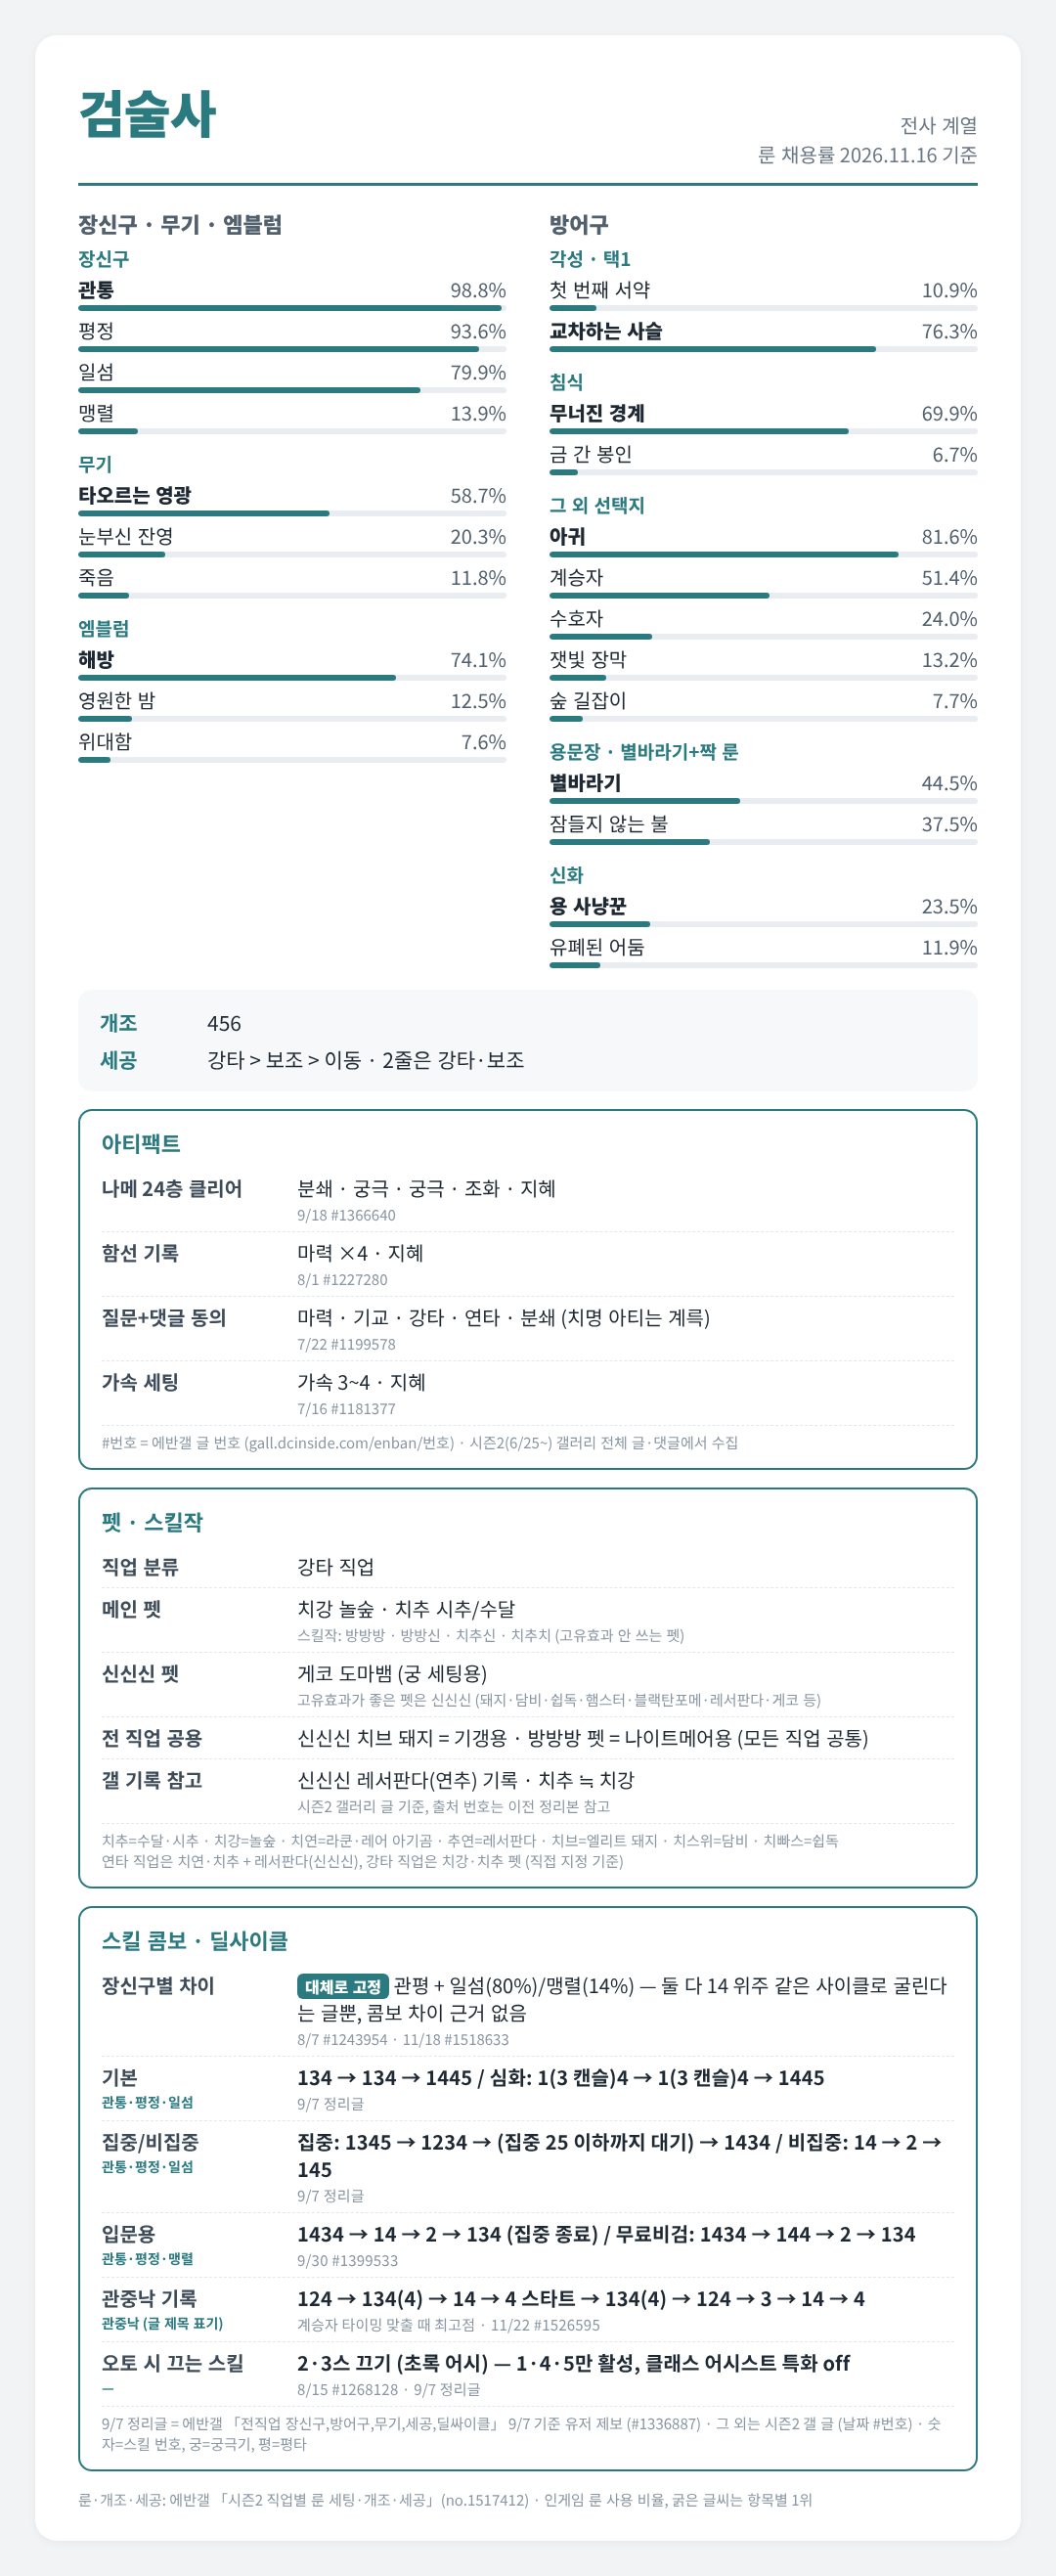 검술사
전사 계열
룬 채용률 2026.11.16 기준
장신구 · 무기 · 엠블럼
장신구
관통 98.8%
평정 93.6%
일섬 79.9%
맹렬 13.9%
무기
타오르는 영광 58.7%
눈부신 잔영 20.3%
죽음 11.8%
엠블럼
해방 74.1%
영원한 밤 12.5%
위대함 7.6%
방어구
각성 · 택1
첫 번째 서약 10.9%
교차하는 사슬 76.3%
침식
무너진 경계 69.9%
금 간 봉인 6.7%
그 외 선택지
아귀 81.6%
계승자 51.4%
수호자 24.0%
잿빛 장막 13.2%
숲 길잡이 7.7%
용문장 · 별바라기+짝 룬
별바라기 44.5%
잠들지 않는 불 37.5%
신화
용 사냥꾼 23.5%
유폐된 어둠 11.9%
개조 456
세공 강타 > 보조 > 이동 · 2줄은 강타·보조
아티팩트
나메 24층 클리어 분쇄 · 궁극 · 궁극 · 조화 · 지혜
9/18 #1366640
함선 기록 마력 ×4 · 지혜
8/1 #1227280
질문+댓글 동의 마력 · 기교 · 강타 · 연타 · 분쇄 (치명 아티는 계륵)
7/22 #1199578
가속 세팅 가속 3~4 · 지혜
7/16 #1181377
#번호 = 에반갤 글 번호 (gall.dcinside.com/enban/번호) · 시즌2(6/25~) 갤러리 전체 글·댓글에서 수집
펫 · 스킬작
직업 분류 강타 직업
메인 펫 치강 놀숲 · 치추 시추/수달
스킬작: 방방방 · 방방신 · 치추신 · 치추치 (고유효과 안 쓰는 펫)
신신신 펫 게코 도마뱀 (궁 세팅용)
고유효과가 좋은 펫은 신신신 (돼지·담비·쉽독·햄스터·블랙탄포메·레서판다·게코 등)
전 직업 공용 신신신 치브 돼지 = 기갱용 · 방방방 펫 = 나이트메어용 (모든 직업 공통)
갤 기록 참고 신신신 레서판다(연추) 기록 · 치추 ≒ 치강
시즌2 갤러리 글 기준, 출처 번호는 이전 정리본 참고
치추=수달·시추 · 치강=놀숲 · 치연=라쿤·레어 아기곰 · 추연=레서판다 · 치브=엘리트 돼지 · 치스위=담비 · 치빠스=쉽독
연타 직업은 치연·치추 + 레서판다(신신신), 강타 직업은 치강·치추 펫 (직접 지정 기준)
스킬 콤보 · 딜사이클
장신구별 차이 대체로 고정 관평 + 일섬(80%)/맹렬(14%) — 둘 다 14 위주 같은 사이클로 굴린다
는 글뿐, 콤보 차이 근거 없음
8/7 #1243954 · 11/18 #1518633
기본 134 → 134 → 1445 / 심화: 1(3 캔슬)4 → 1(3 캔슬)4 → 1445
관통·평정·일섬 9/7 정리글
집중/비집중 집중: 1345 → 1234 → (집중 25 이하까지 대기) → 1434 / 비집중: 14 → 2 →
관통·평정·일섬 145
9/7 정리글
입문용 1434 → 14 → 2 → 134 (집중 종료) / 무료비검: 1434 → 144 → 2 → 134
관통·평정·맹렬 9/30 #1399533
관중낙 기록 124 → 134(4) → 14 → 4 스타트 → 134(4) → 124 → 3 → 14 → 4
관중낙 (글 제목 표기) 계승자 타이밍 맞출 때 최고점 · 11/22 #1526595
오토 시 끄는 스킬 2·3스 끄기 (초록 어시) — 1·4·5만 활성, 클래스 어시스트 특화 off
— 8/15 #1268128 · 9/7 정리글
9/7 정리글 = 에반갤 「전직업 장신구,방어구,무기,세공,딜싸이클」 9/7 기준 유저 제보 (#1336887) · 그 외는 시즌2 갤 글 (날짜 #번호) · 숫
자=스킬 번호, 궁=궁극기, 평=평타
룬·개조·세공: 에반갤 「시즌2 직업별 룬 세팅·개조·세공」(no.1517412) · 인게임 룬 사용 비율, 굵은 글씨는 항목별 1위